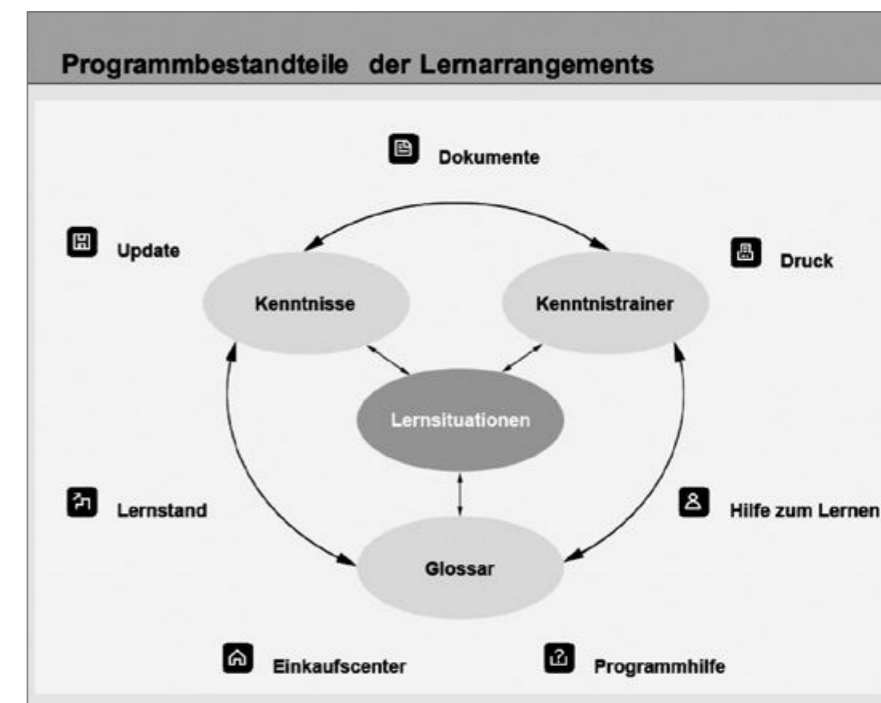 Programmbestandteile der Lernarrangements
Dokumente
Update
Druck
Kenntnisse
Kenntnistrainer
Lernsituationen
Lernstand
Hilfe zum Lernen
Glossar
Einkaufscenter
Programmhilfe